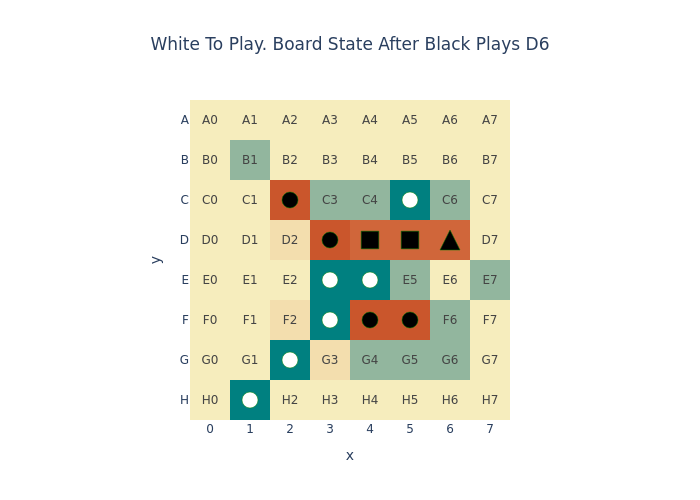 White To Play. Board State After Black Plays D6
A A0 A1 A2 A3 A4 A5 A6 A7
B B0 B1 B2 B3 B4 B5 B6 B7
C C0 C1 C3 C4 C6 C7
D D0 D1 D2 D7
E E0 E1 E2 E5 E6 E7
F F0 F1 F2 F6 F7
G G0 G1 G3 G4 G5 G6 G7
H H0 H2 H3 H4 H5 H6 H7
0 1 2 3 4 5 6 7
x
y